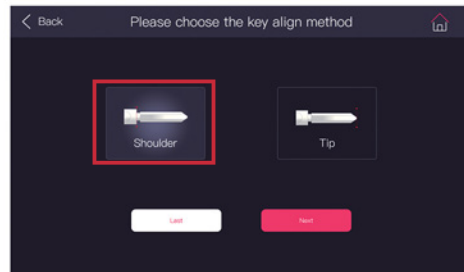 Back
Please choose the key align method
Shoulder
Tip
Last
Next